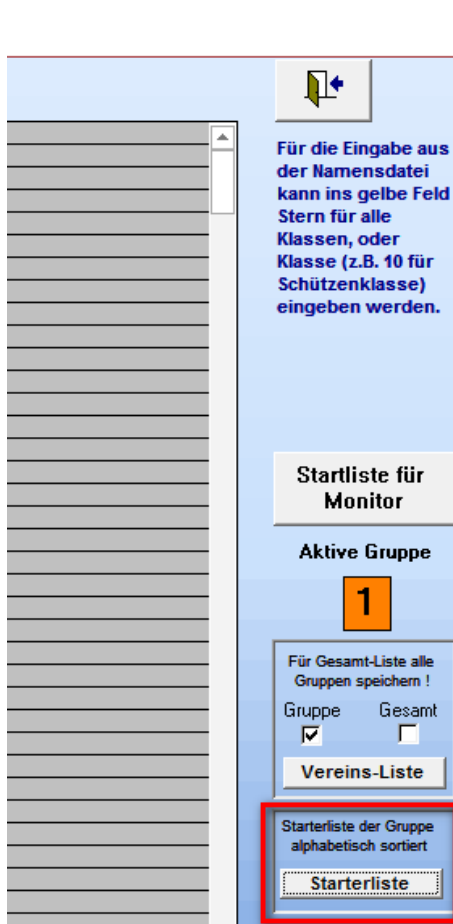 Für die Eingabe aus
der Namensdatei
kann ins gelbe Feld
Stern für alle
Klassen, oder
Klasse (z.B. 10 für
Schützenklasse)
eingeben werden.
Startliste für
Monitor
Aktive Gruppe
1
Für Gesamt-Liste alle
Gruppen speichern !
Gruppe Gesamt
Vereins-Liste
Starterliste der Gruppe
alphabetisch sortiert
Starterliste